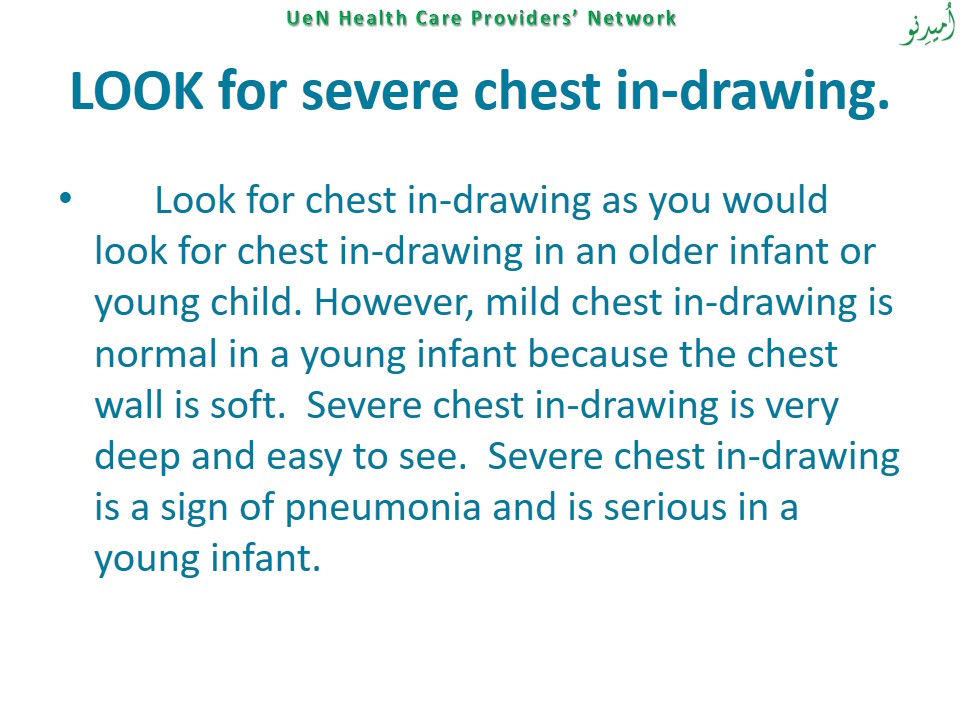 UeN Health Care Providers’ Network
اُمیدِنو
LOOK for severe chest in-drawing.
• Look for chest in-drawing as you would
look for chest in-drawing in an older infant or
young child. However, mild chest in-drawing is
normal in a young infant because the chest
wall is soft.  Severe chest in-drawing is very
deep and easy to see.  Severe chest in-drawing
is a sign of pneumonia and is serious in a
young infant.